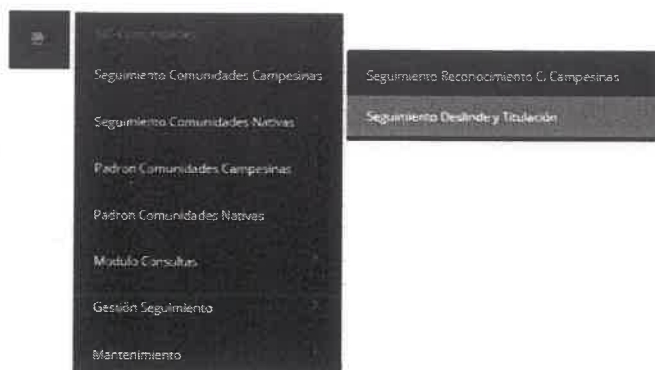 Seguimiento Comunidades Campesinas
Seguimiento Comunidades Nativas
Padron Comunidades Campesinas
Padron Comunidades Nativas
Modulo Consultas
Gestión Seguimiento
Mantenimiento
Seguimiento Reconocimiento C. Campesinas
Seguimiento Deslinde y Titulación